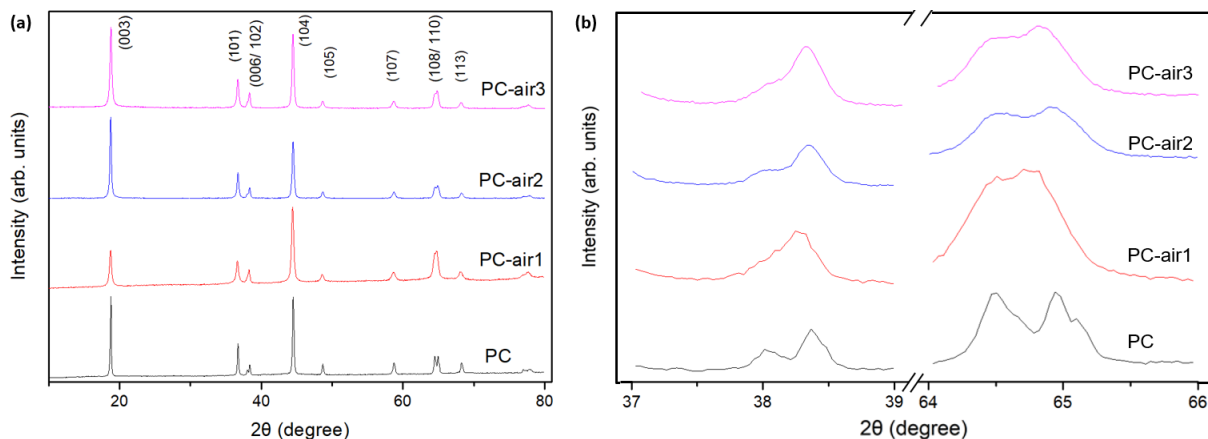 (a)
(003)
(101)
(006/ 102)
(104)
(105)
(107)
(108/ 110)
(113)
PC-air3
PC-air2
PC-air1
PC
Intensity (arb. units)
20
40
60
80
2θ (degree)
(b)
PC-air3
PC-air2
PC-air1
PC
Intensity (arb. units)
37
38
39
64
65
66
2θ (degree)